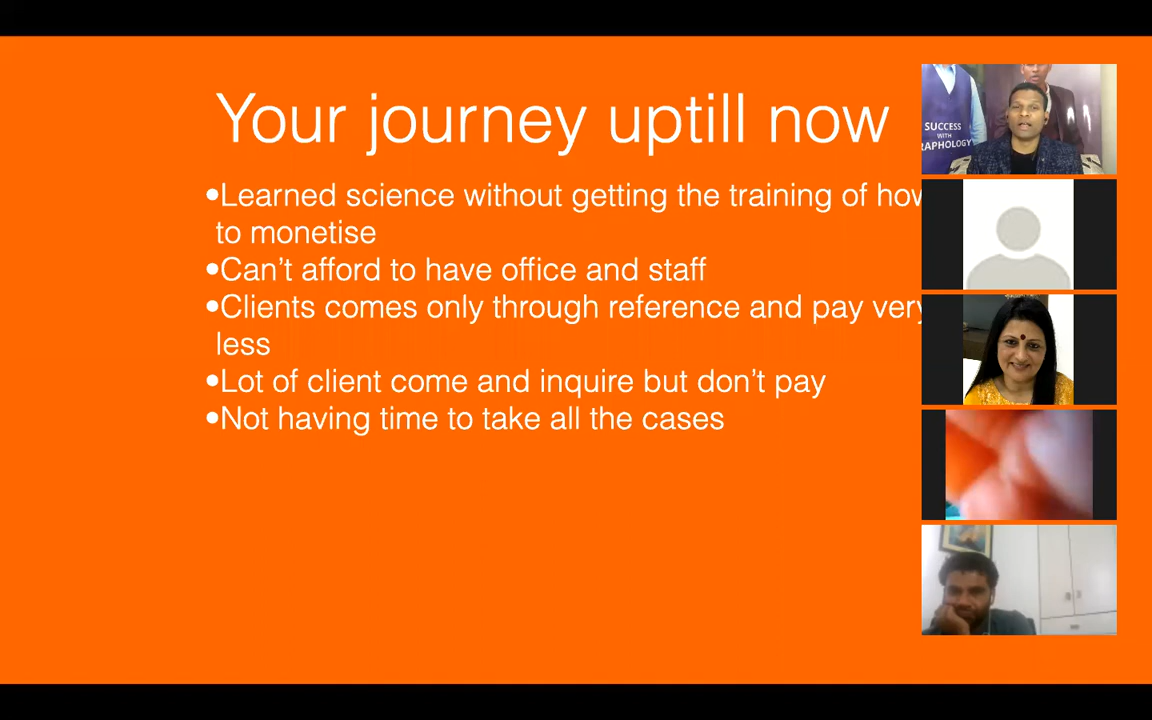 Your journey uptill now
•Learned science without getting the training of how
to monetise
•Can’t afford to have office and staff
•Clients comes only through reference and pay very
less
•Lot of client come and inquire but don’t pay
•Not having time to take all the cases
SUCCESS
WITH
RAPHOLOGY